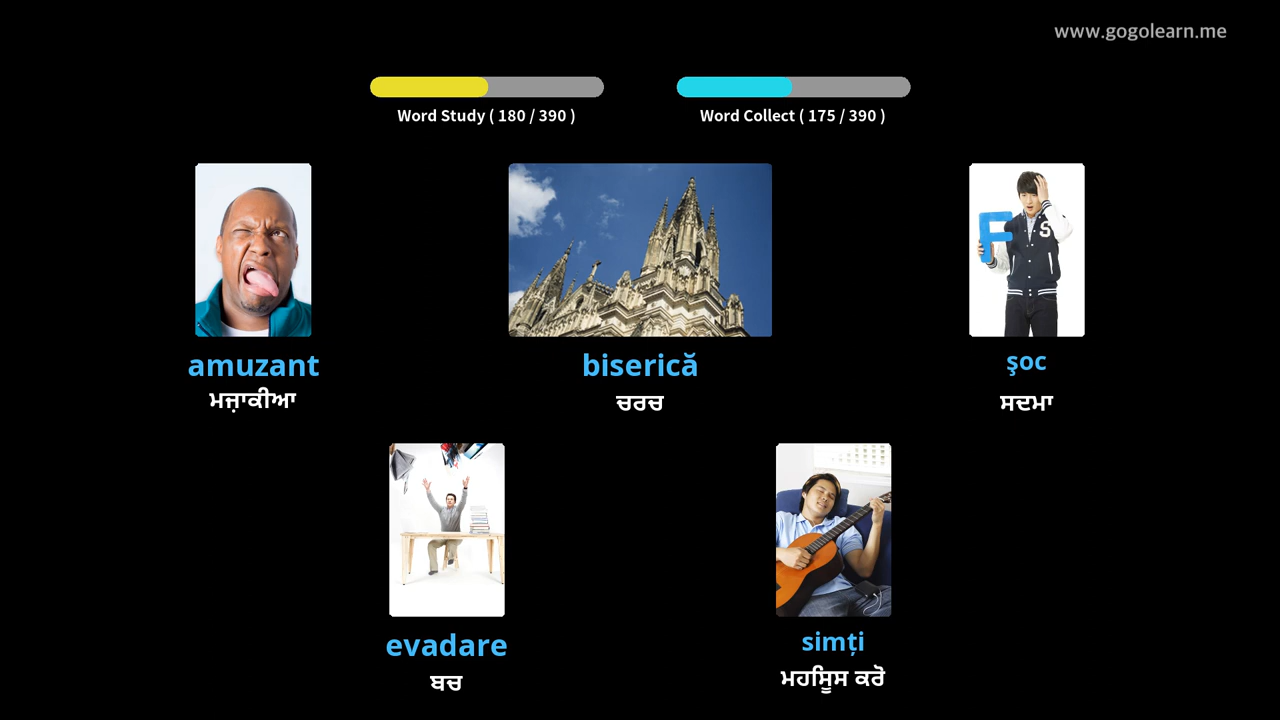 www.gogolearn.me
Word Study ( 180 / 390 )
Word Collect ( 175 / 390 )
F
S
amuzant
ਮਜ਼ਾਕੀਆ
biserică
ਚਰਚ
șoc
ਸਦਮਾ
evadare
ਬਚ
simți
ਮਹਸਿੂਸ ਕਰੋ